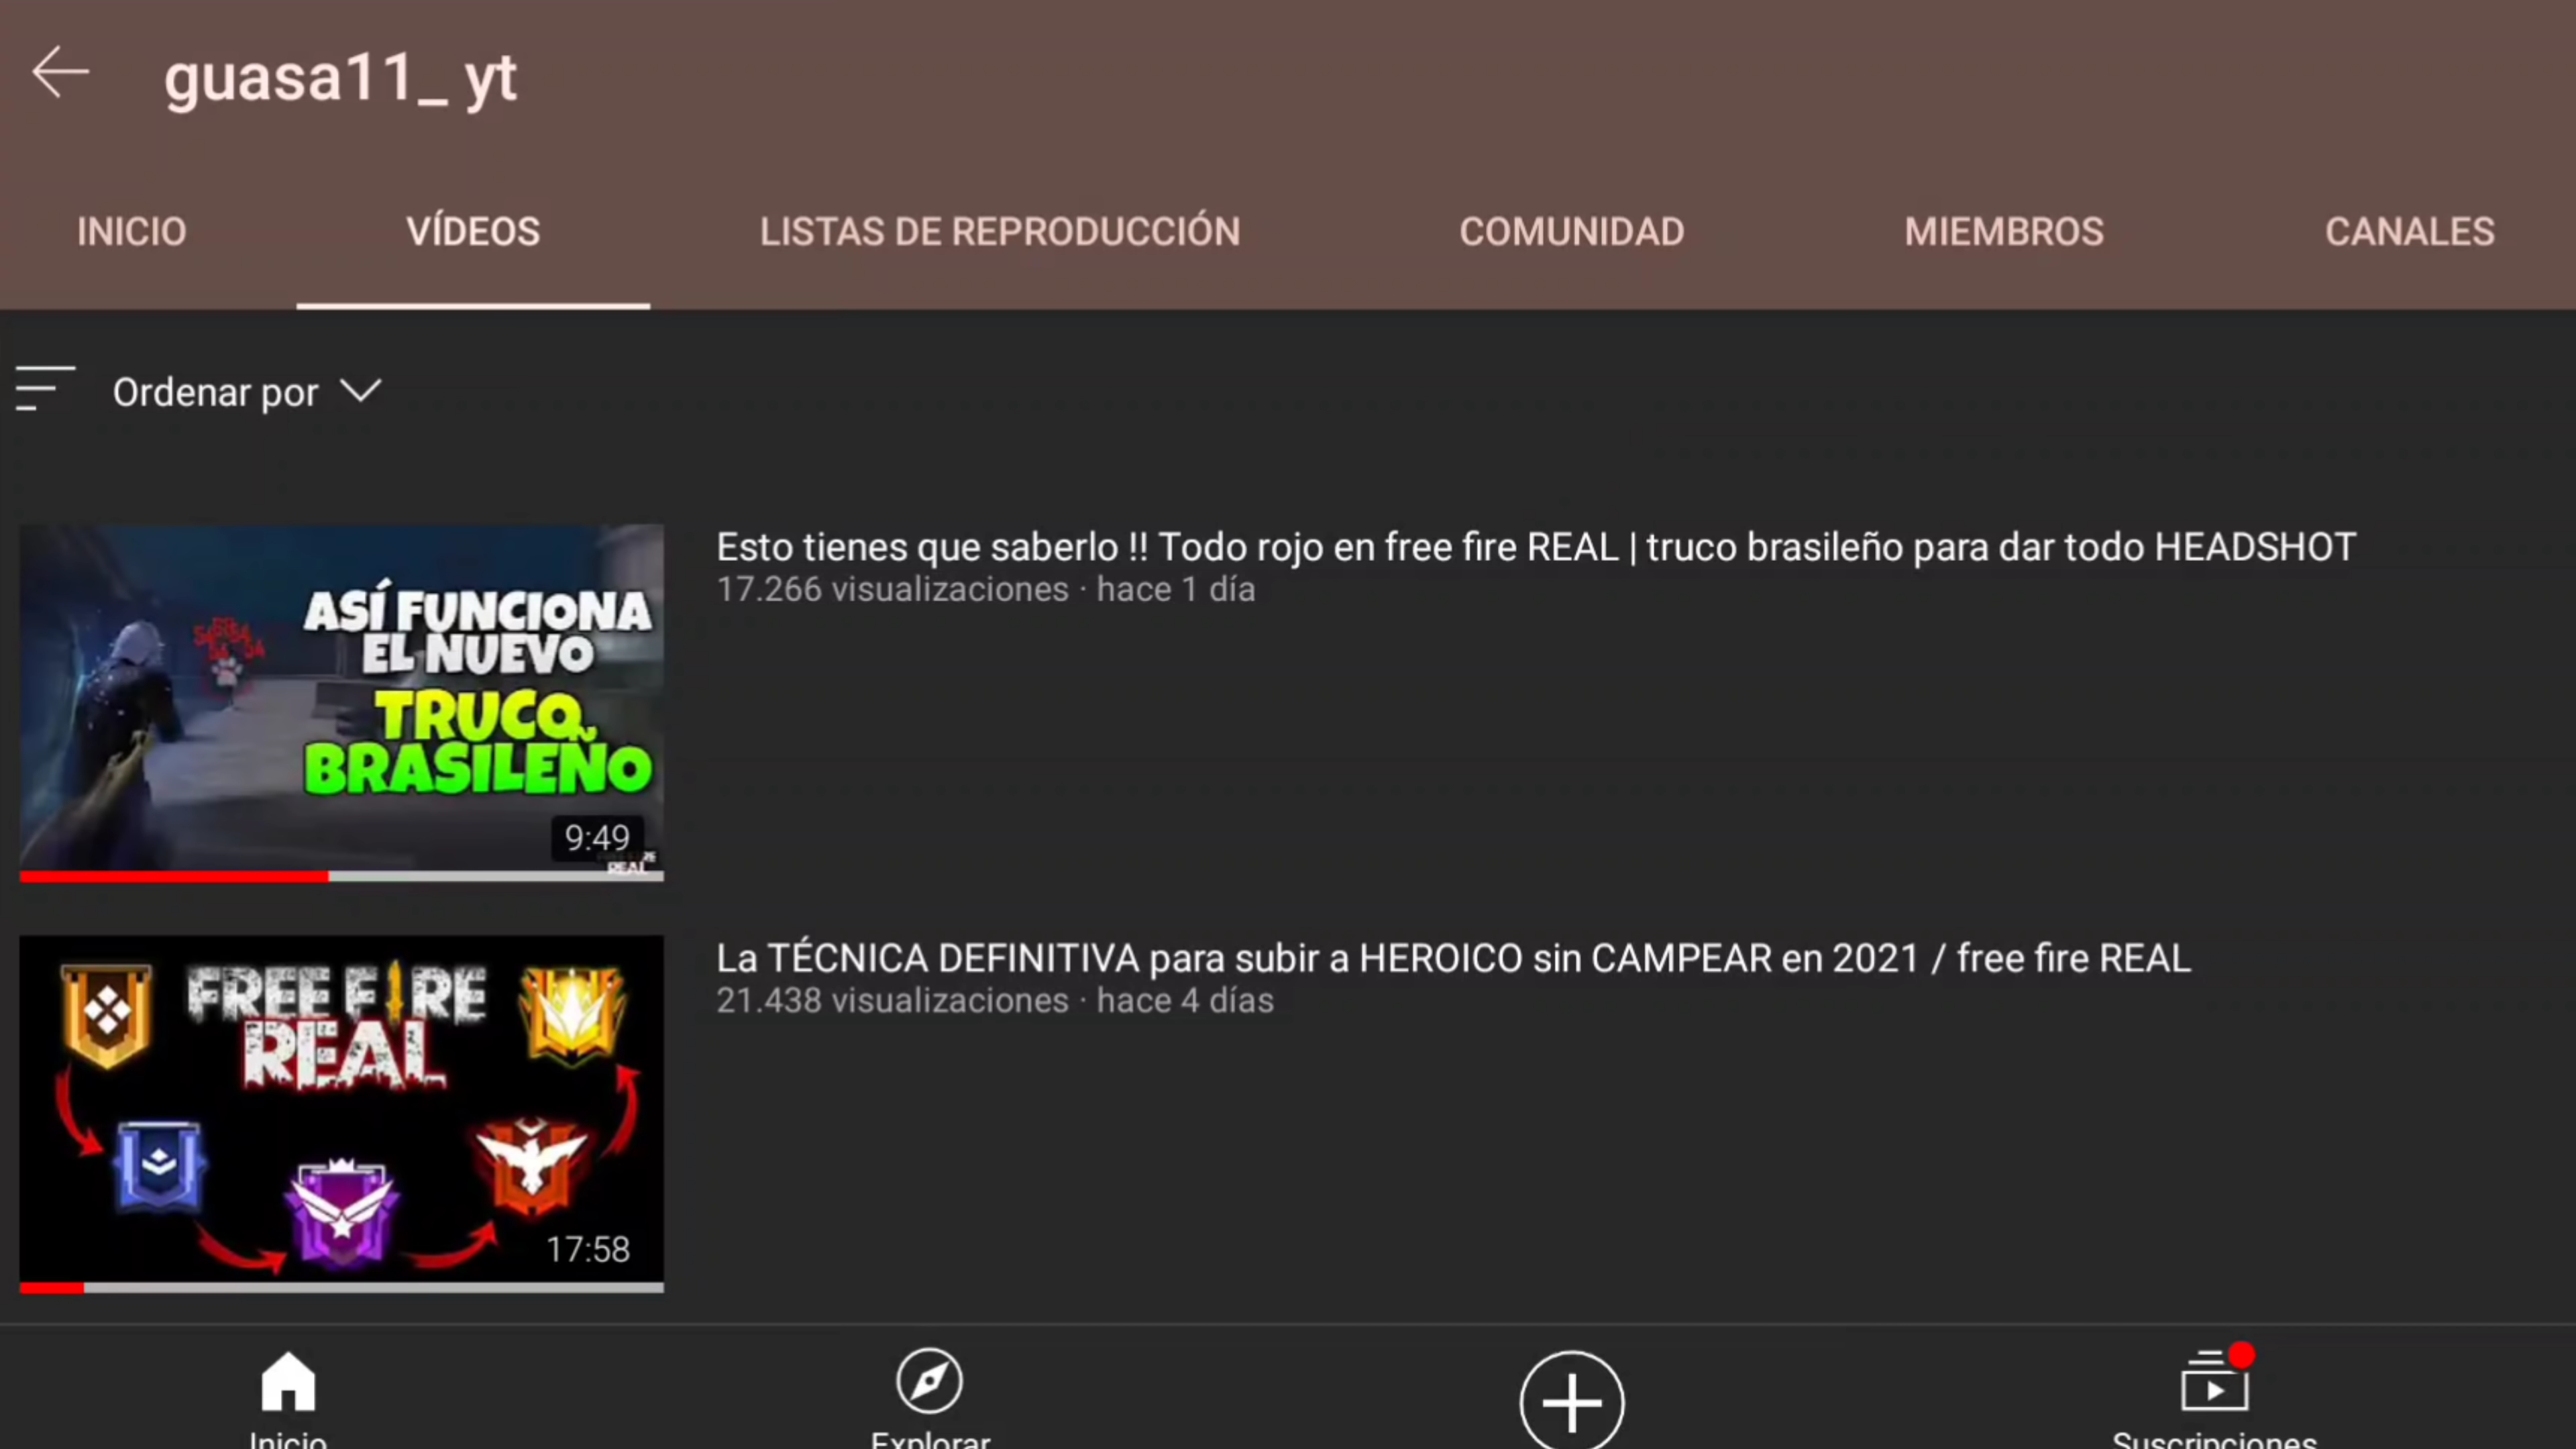 guasa11_ yt
INICIO
VÍDEOS
LISTAS DE REPRODUCCIÓN
COMUNIDAD
MIEMBROS
CANALES
Ordenar por
ASÍ FUNCIONA
EL NUEVO
TRUCO
BRASILEÑO
9:49
REAL
Esto tienes que saberlo !! Todo rojo en free fire REAL | truco brasileño para dar todo HEADSHOT
17.266 visualizaciones · hace 1 día
FREE FIRE
REAL
17:58
La TÉCNICA DEFINITIVA para subir a HEROICO sin CAMPEAR en 2021 / free fire REAL
21.438 visualizaciones · hace 4 días
Inicio
Explorar
Suscripciones